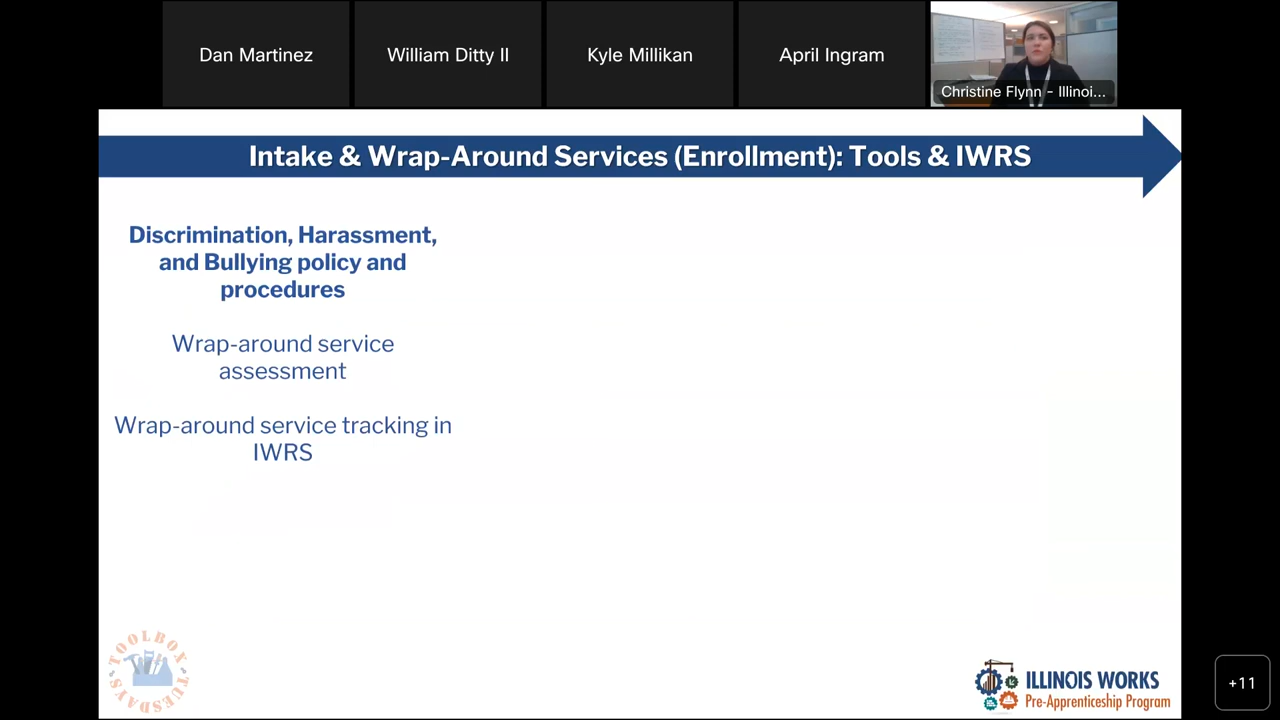 Dan Martinez
William Ditty II
Kyle Millikan
April Ingram
Christine Flynn - Illinoi...
Intake & Wrap-Around Services (Enrollment): Tools & IWRS
Discrimination, Harassment,
and Bullying policy and
procedures
Wrap-around service
assessment
Wrap-around service tracking in
IWRS
TOOLBOX
TUESDAYS
ILLINOIS WORKS
Pre-Apprenticeship Program
+11